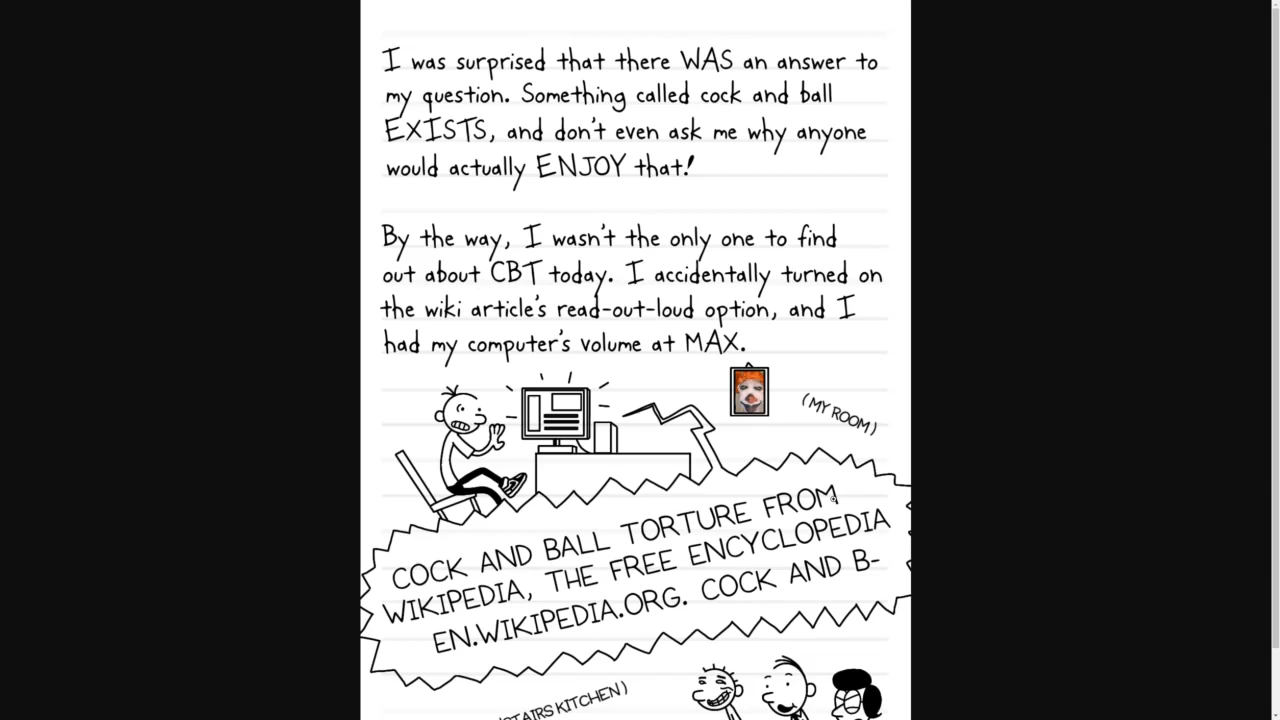 I was surprised that there WAS an answer to
my question. Something called cock and ball
EXISTS, and don't even ask me why anyone
would actually ENJOY that!
By the way, I wasn't the only one to find
out about CBT today. I accidentally turned on
the wiki article's read-out-loud option, and I
had my computer's volume at MAX.
(MY ROOM)
COCK AND BALL TORTURE FROM
WIKIPEDIA, THE FREE ENCYCLOPEDIA
EN.WIKIPEDIA.ORG. COCK AND B-
KITCHEN)